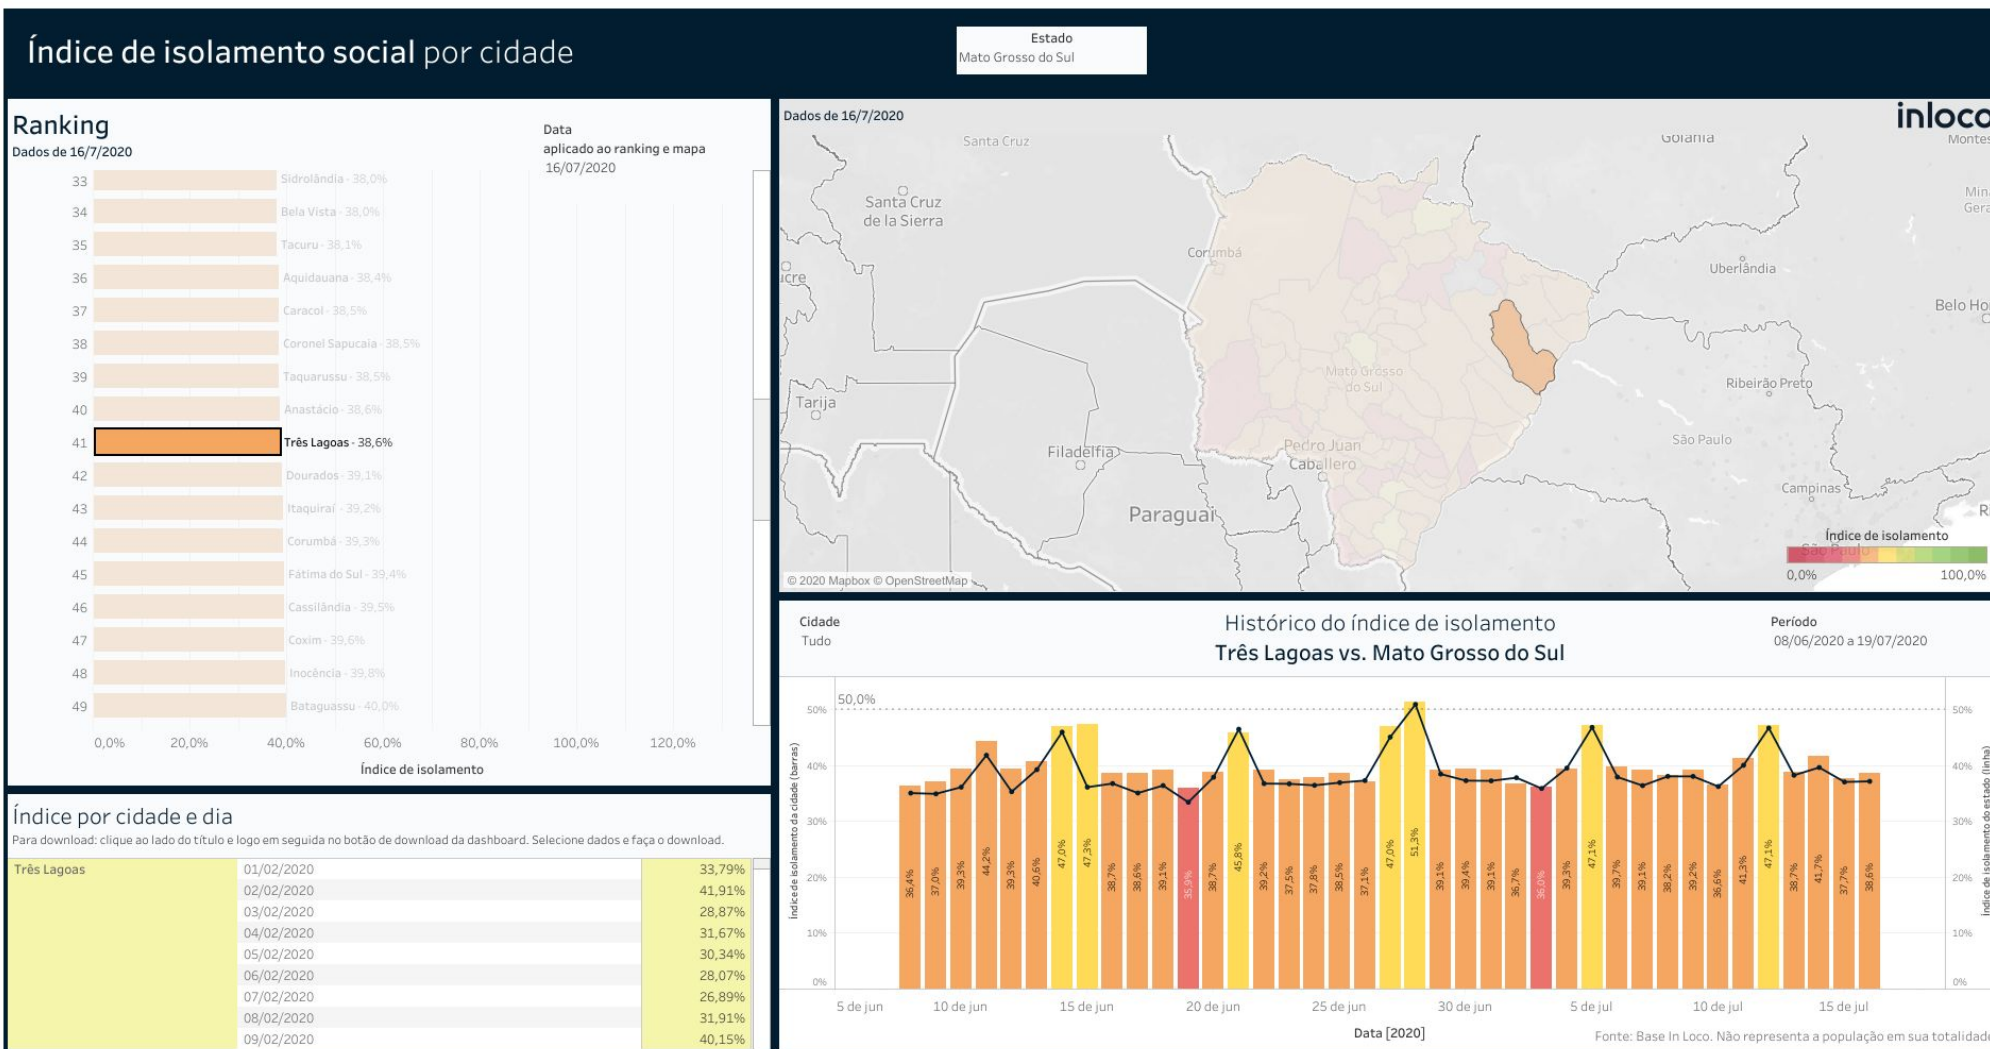 Índice de isolamento social por cidade
Estado
Mato Grosso do Sul
Ranking
Dados de 16/7/2020
Data
aplicado ao ranking e mapa
16/07/2020
33 Sidrolândia - 38,0%
34 Bela Vista - 38,0%
35 Tacuru - 38,1%
36 Aquidauana - 38,4%
37 Caracol - 38,5%
38 Coronel Sapucaia - 38,5%
39 Taquarussu - 38,5%
40 Anastácio - 38,6%
41 Três Lagoas - 38,6%
42 Dourados - 39,1%
43 Itaquiraí - 39,2%
44 Corumbá - 39,3%
45 Fátima do Sul - 39,4%
46 Cassilândia - 39,5%
47 Coxim - 39,6%
48 Inocência - 39,8%
49 Bataguassu - 40,0%
0,0% 20,0% 40,0% 60,0% 80,0% 100,0% 120,0%
Índice de isolamento
Índice por cidade e dia
Para download: clique ao lado do título e logo em seguida no botão de download da dashboard. Selecione dados e faça o download.
Três Lagoas 01/02/2020 33,79%
02/02/2020 41,91%
03/02/2020 28,87%
04/02/2020 31,67%
05/02/2020 30,34%
06/02/2020 28,07%
07/02/2020 26,89%
08/02/2020 31,91%
09/02/2020 40,15%
Dados de 16/7/2020
inloco
Santa Cruz
Goiânia
Montes
Santa Cruz
de la Sierra
Min
Gera
Corumbá
Uberlândia
ucre
Belo Ho
Mato Grosso
do Sul
Ribeirão Preto
Tarija
São Paulo
Filadélfia
Pedro Juan
Caballero
Campinas
Paraguai
Ri
Índice de isolamento
São Paulo
0,0% 100,0%
© 2020 Mapbox © OpenStreetMap
Cidade
Tudo
Histórico do índice de isolamento
Três Lagoas vs. Mato Grosso do Sul
Período
08/06/2020 a 19/07/2020
50,0%
Índice de isolamento da cidade (barras)
50%
40%
30%
20%
10%
0%
36,4% 37,0% 39,3% 44,2% 39,3% 40,6% 47,0% 47,3% 38,7% 38,6% 39,1% 35,9% 38,7% 45,8% 39,2% 37,5% 37,8% 38,5% 37,1% 47,0% 51,3% 39,1% 39,4% 39,1% 36,7% 36,0% 39,3% 47,1% 39,7% 39,1% 38,2% 39,2% 36,6% 41,3% 47,1% 38,7% 41,7% 37,7% 38,6%
50%
40%
30%
20%
10%
0%
Índice de isolamento do estado (linha)
5 de jun 10 de jun 15 de jun 20 de jun 25 de jun 30 de jun 5 de jul 10 de jul 15 de jul
Data [2020]
Fonte: Base In Loco. Não representa a população em sua totalidade